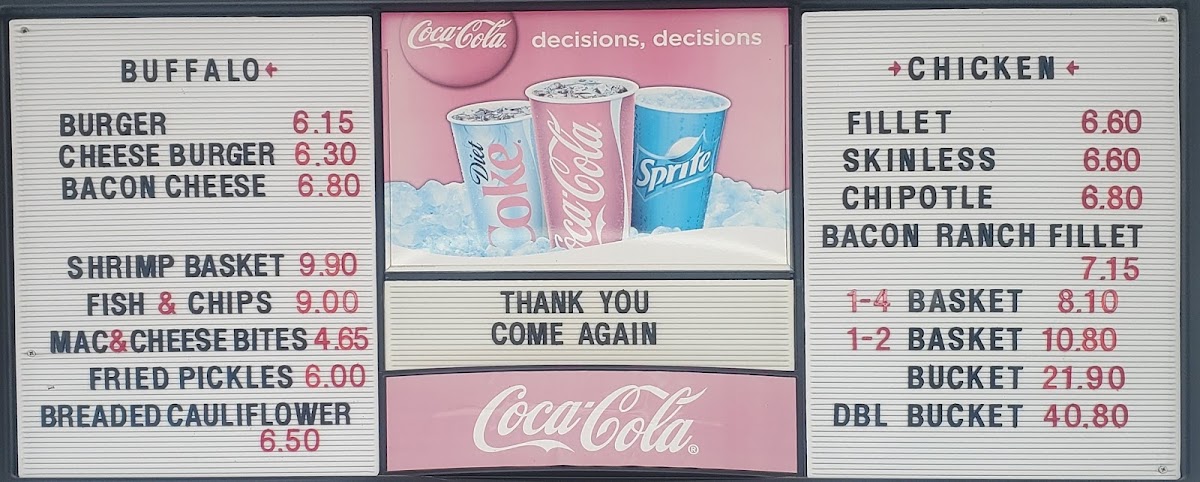 BUFFALO
BURGER 6.15
CHEESE BURGER 6.30
BACON CHEESE 6.80
SHRIMP BASKET 9.90
FISH & CHIPS 9.00
MAC&CHEESE BITES 4.65
FRIED PICKLES 6.00
BREADED CAULIFLOWER
6.50
Coca-Cola
decisions, decisions
Diet Coke
Coca-Cola
Sprite
THANK YOU
COME AGAIN
Coca-Cola®
CHICKEN
FILLET 6.60
SKINLESS 6.60
CHIPOTLE 6.80
BACON RANCH FILLET
7.15
1-4 BASKET 8.10
1-2 BASKET 10.80
BUCKET 21.90
DBL BUCKET 40.80